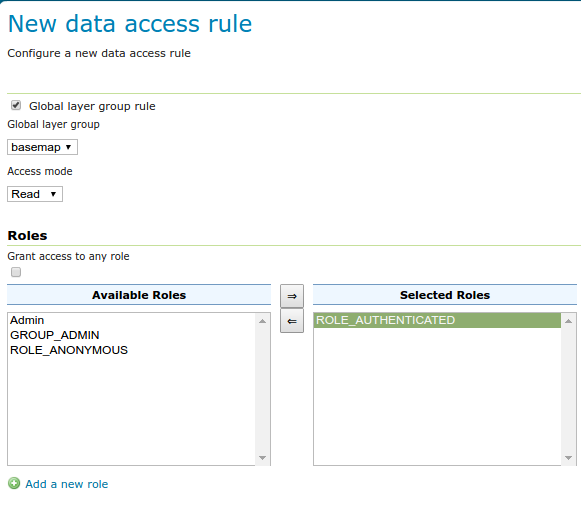 New data access rule
Configure a new data access rule
Global layer group rule
Global layer group
basemap
Access mode
Read
Roles
Grant access to any role
Available Roles
⇒
Selected Roles
Admin
GROUP_ADMIN
ROLE_ANONYMOUS
⇐
ROLE_AUTHENTICATED
Add a new role